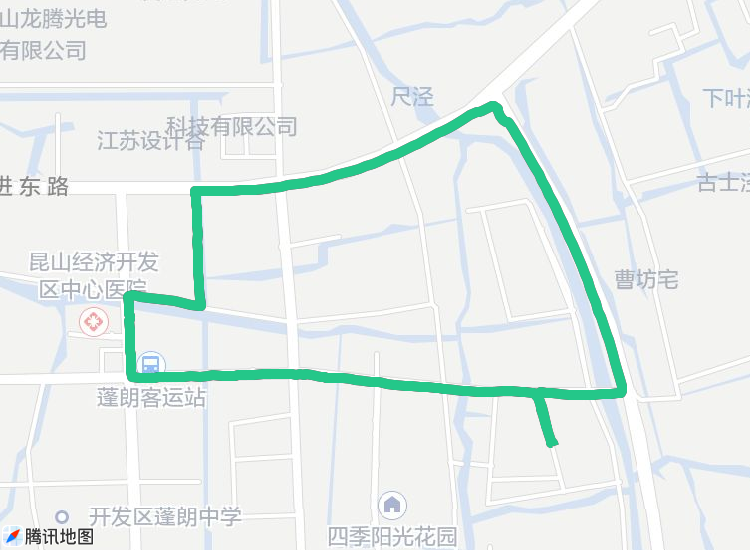 山龙腾光电
有限公司
尺泾
下叶泾
科技有限公司
江苏设计谷
进东路
古士泾
昆山经济开发
区中心医院
曹坊宅
蓬朗客运站
开发区蓬朗中学
四季阳光花园
腾讯地图